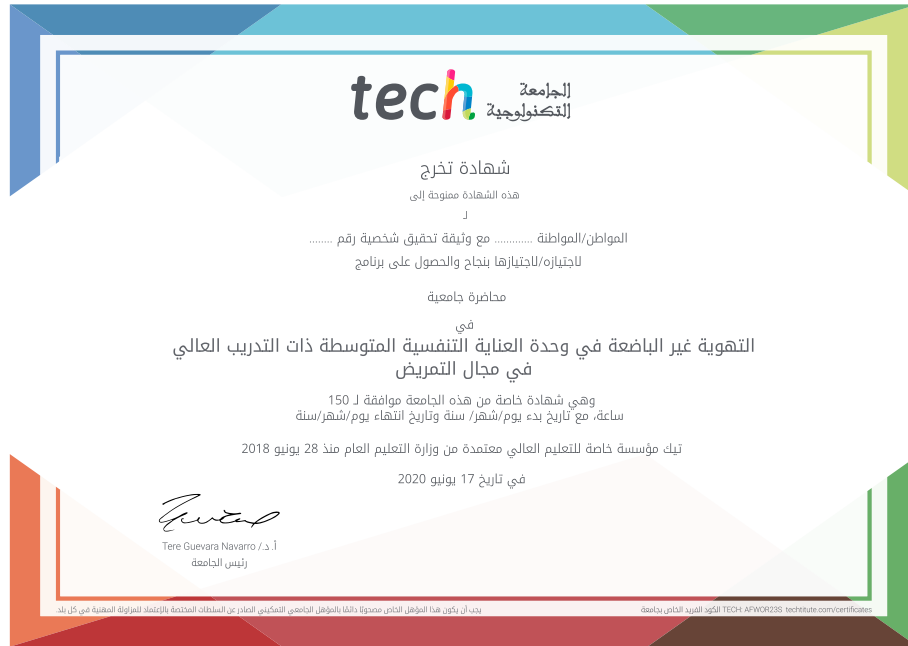 tech الجامعة
التكنولوجية
شهادة تخرج
هذه الشهادة ممنوحة إلى
لـ
المواطن/المواطنة ............ مع وثيقة تحقيق شخصية رقم ........
لاجتيازه/لاجتيازها بنجاح والحصول على برنامج
محاضرة جامعية
في
التهوية غير الباضعة في وحدة العناية التنفسية المتوسطة ذات التدريب العالي
في مجال التمريض
وهي شهادة خاصة من هذه الجامعة موافقة لـ 150
ساعة، مع تاريخ بدء يوم/شهر/ سنة وتاريخ انتهاء يوم/شهر/سنة
تيك مؤسسة خاصة للتعليم العالي معتمدة من وزارة التعليم العام منذ 28 يونيو 2018
في تاريخ 17 يونيو 2020
أ. د./ Tere Guevara Navarro
رئيس الجامعة
يجب أن يكون هذا المؤهل الخاص مصحوبًا دائمًا بالمؤهل الجامعي التمكيني الصادر عن السلطات المختصة بالإعتماد للمزاولة المهنية في كل بلد.
الكود الفريد الخاص بجامعة TECH: AFWOR23S techtitute.com/certificates